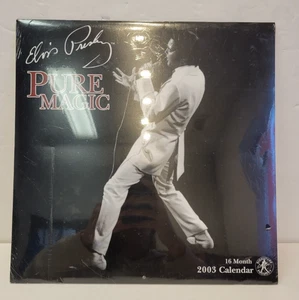 Elvis Presley
PURE
MAGIC
16 Month
2003 Calendar